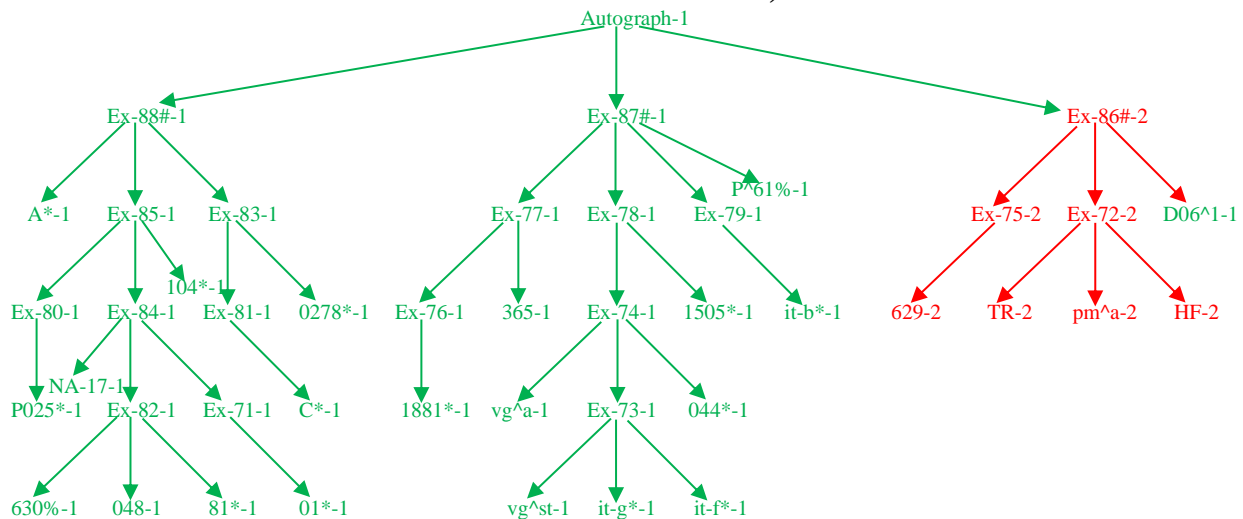 Autograph-1
Ex-88#-1 Ex-87#-1 Ex-86#-2
P^61%-1
A*-1 Ex-85-1 Ex-83-1 Ex-77-1 Ex-78-1 Ex-79-1 Ex-75-2 Ex-72-2 D06^1-1
104*-1
Ex-80-1 Ex-84-1 Ex-81-1 0278*-1 Ex-76-1 365-1 Ex-74-1 1505*-1 it-b*-1 629-2 TR-2 pm^a-2 HF-2
NA-17-1
P025*-1 Ex-82-1 Ex-71-1 C*-1 1881*-1 vg^a-1 Ex-73-1 044*-1
630%-1 048-1 81*-1 01*-1 vg^st-1 it-g*-1 it-f*-1